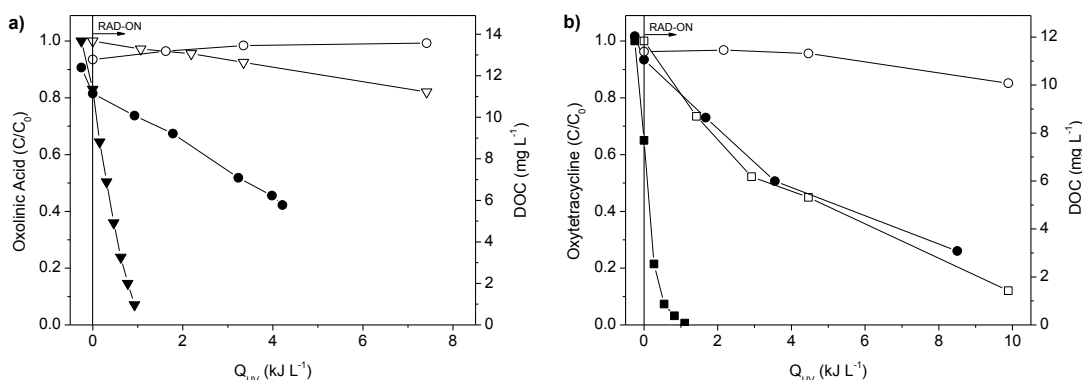 a)
RAD-ON
Oxolinic Acid (C/C₀)
1.0
0.8
0.6
0.4
0.2
0.0
14
12
10
8
6
4
2
0
DOC (mg L⁻¹)
0 2 4 6 8
Q_UV (kJ L⁻¹)
b)
RAD-ON
Oxytetracycline (C/C₀)
1.0
0.8
0.6
0.4
0.2
0.0
12
10
8
6
4
2
0
DOC (mg L⁻¹)
0 2 4 6 8 10
Q_UV (kJ L⁻¹)